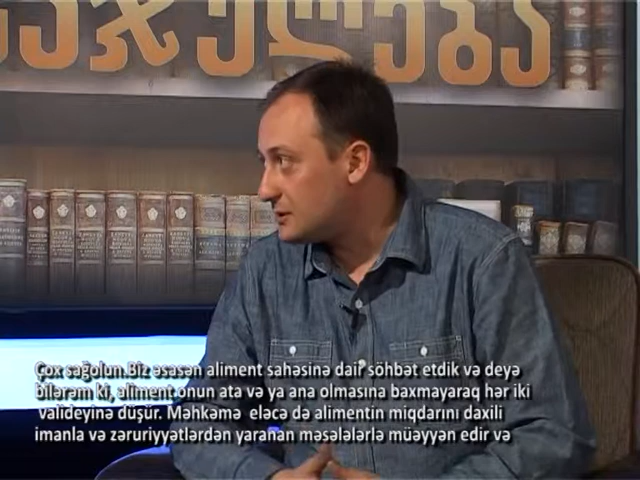 აჯელება
Çox sağolun.Biz əsasən aliment sahəsinə dair söhbət etdik və deyə
bilərəm ki, aliment onun ata və ya ana olmasına baxmayaraq hər iki
valideyinə düşür. Məhkəmə eləcə də alimentin miqdarını daxili
imanla və zəruriyyətlərdən yaranan məsələlərlə müəyyən edir və